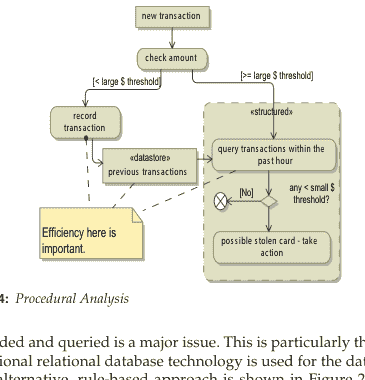 new transaction
check amount
[< large $ threshold]
[>= large $ threshold]
record
transaction
«structured»
query transactions within the
past hour
«datastore»
previous transactions
[No]
any < small $
threshold?
Efficiency here is
important.
possible stolen card - take
action
4: Procedural Analysis
ded and queried is a major issue. This is particularly th
ional relational database technology is used for the dat
alternative, rule-based approach is shown in Figure 2